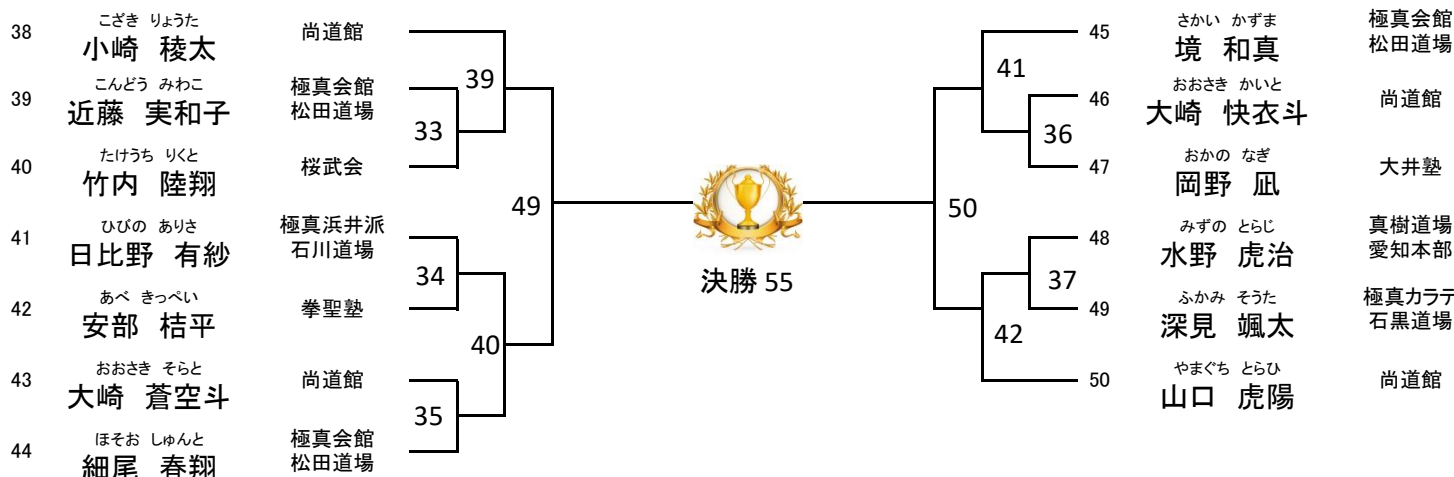 38
こざき りょうた
小崎 稜太
尚道館
39
こんどう みわこ
近藤 実和子
極真会館
松田道場
40
たけうち りくと
竹内 陸翔
桜武会
41
ひびの ありさ
日比野 有紗
極真浜井派
石川道場
42
あべ きっぺい
安部 桔平
拳聖塾
43
おおさき そらと
大崎 蒼空斗
尚道館
44
ほそお しゅんと
細尾 春翔
極真会館
松田道場
39
33
49
34
40
35
決勝 55
41
36
50
37
42
45
さかい かずま
境 和真
極真会館
松田道場
46
おおさき かいと
大崎 快衣斗
尚道館
47
おかの なぎ
岡野 凪
大井塾
48
みずの とらじ
水野 虎治
真樹道場
愛知本部
49
ふかみ そうた
深見 颯太
極真カラテ
石黒道場
50
やまぐち とらひ
山口 虎陽
尚道館